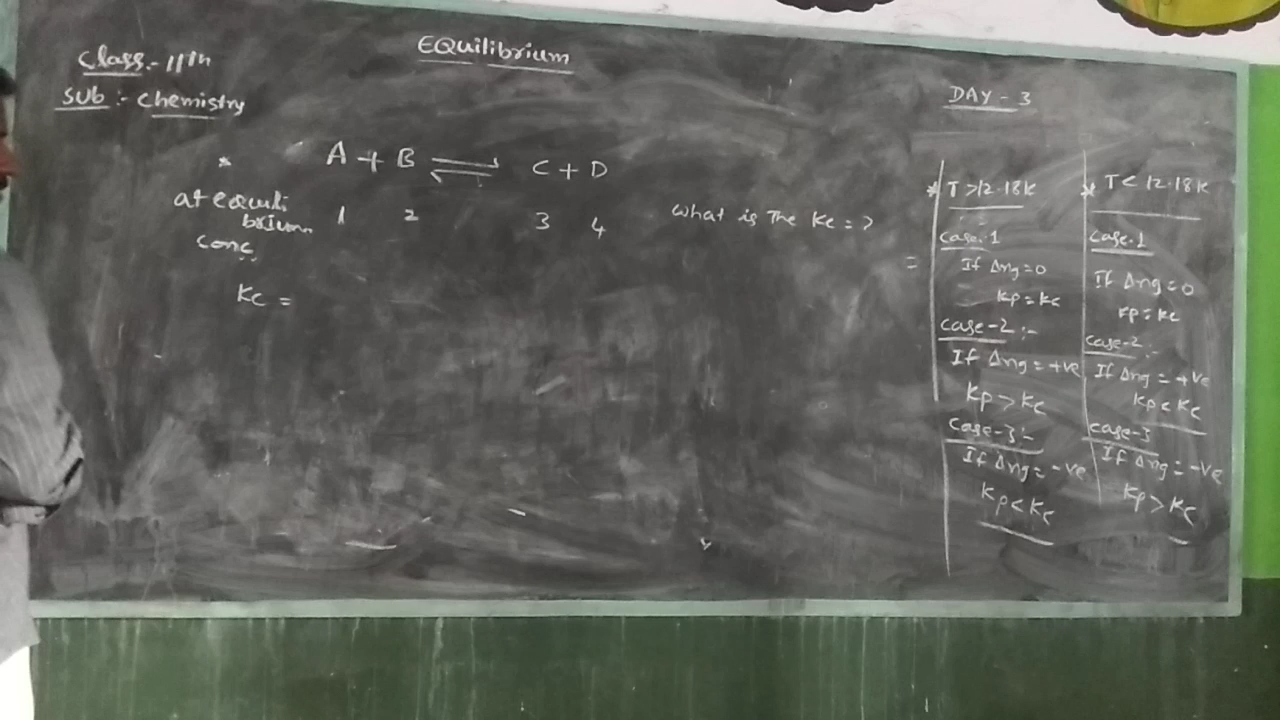 EQuilibrium
Class:- 11th
Sub :- Chemistry
DAY - 3
* A + B ⇌ C + D
at equili
brium
conc.
1 2 3 4 what is The Kc = ?
Kc =
=
* T > 12.18K
Case.1
If Δng = 0
Kp = Kc
Case-2 :-
If Δng = +ve
Kp > Kc
Case-3 :-
If Δng = -ve
Kp < Kc
* T < 12.18K
Case.1
If Δng = 0
Kp = Kc
Case-2 :-
If Δng = +ve
Kp < Kc
Case-3
If Δng = -ve
Kp > Kc